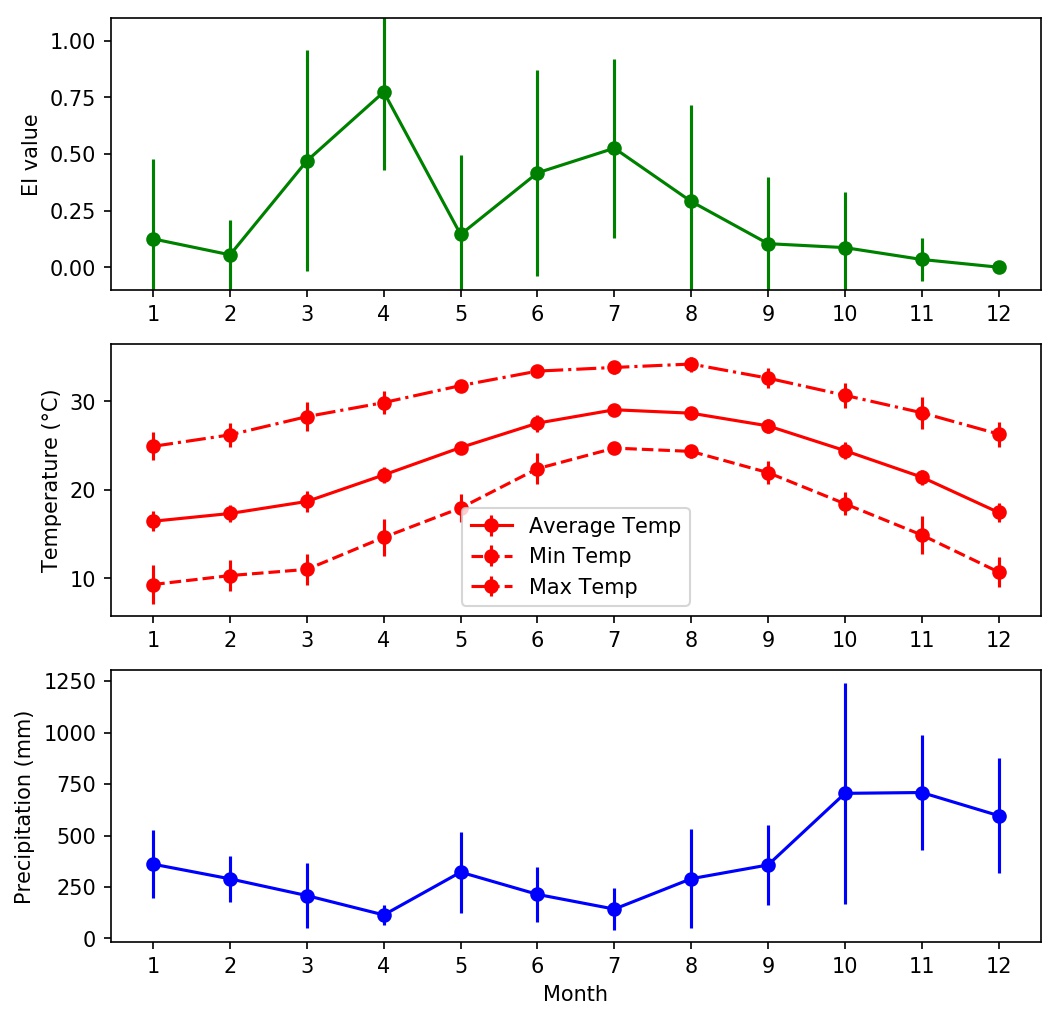 1.00
0.75
0.50
0.25
0.00
EI value
1 2 3 4 5 6 7 8 9 10 11 12
30
20
10
Temperature (°C)
Average Temp
Min Temp
Max Temp
1 2 3 4 5 6 7 8 9 10 11 12
1250
1000
750
500
250
0
Precipitation (mm)
1 2 3 4 5 6 7 8 9 10 11 12
Month